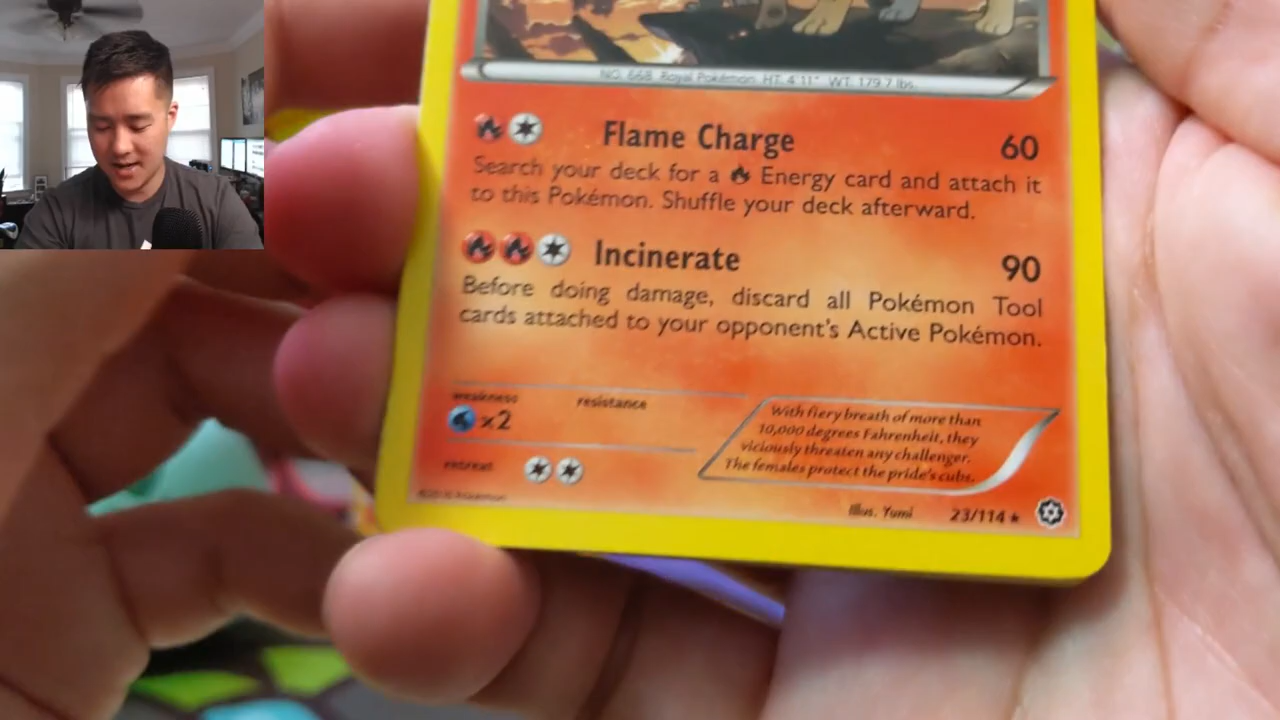 NO. 668 Royal Pokémon HT: 4'11" WT: 179.7 lbs.
Flame Charge 60
Search your deck for a Energy card and attach it
to this Pokémon. Shuffle your deck afterward.
Incinerate 90
Before doing damage, discard all Pokémon Tool
cards attached to your opponent's Active Pokémon.
weakness resistance
×2
With fiery breath of more than
10,000 degrees Fahrenheit, they
viciously threaten any challenger.
The females protect the pride's cubs.
retreat
©2016 Pokémon
Illus. Yumi 23/114 ★